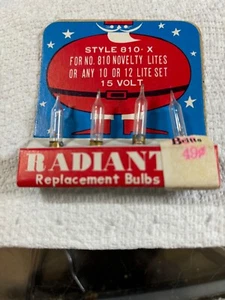 STYLE 810-X
FOR NO. 810 NOVELTY LITES
OR ANY 10 OR 12 LITE SET
15 VOLT
RADIANT
49¢
Replacement Bulbs